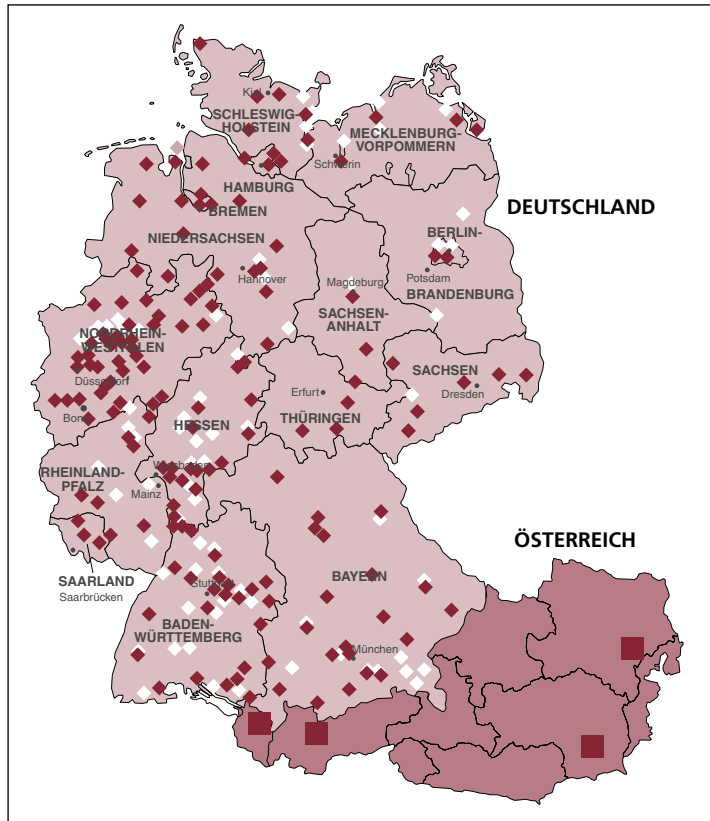 Kiel
SCHLESWIG-
HOLSTEIN
MECKLENBURG-
VORPOMMERN
Schwerin
HAMBURG
BREMEN
DEUTSCHLAND
NIEDERSACHSEN
BERLIN-
Hannover
Magdeburg
Potsdam
BRANDENBURG
SACHSEN-
ANHALT
NORDRHEIN-
WESTFALEN
SACHSEN
Düsseldorf
Erfurt
Dresden
Bonn
HESSEN
THÜRINGEN
Wiesbaden
RHEINLAND-
PFALZ
Mainz
ÖSTERREICH
SAARLAND
Saarbrücken
BAYERN
Stuttgart
BADEN-
WÜRTTEMBERG
München